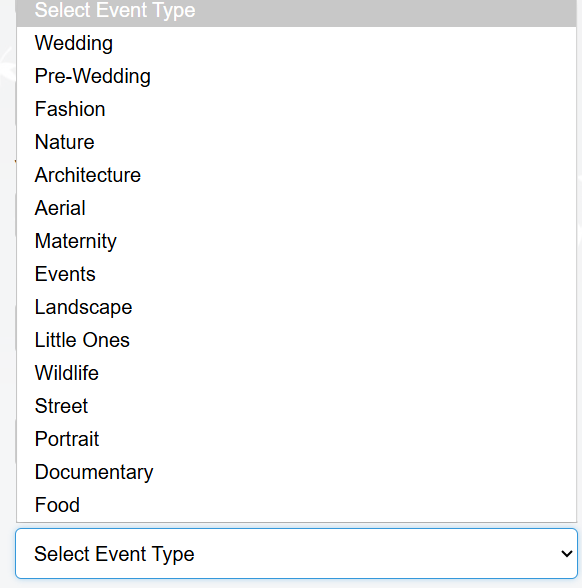 Select Event Type
Wedding
Pre-Wedding
Fashion
Nature
Architecture
Aerial
Maternity
Events
Landscape
Little Ones
Wildlife
Street
Portrait
Documentary
Food
Select Event Type